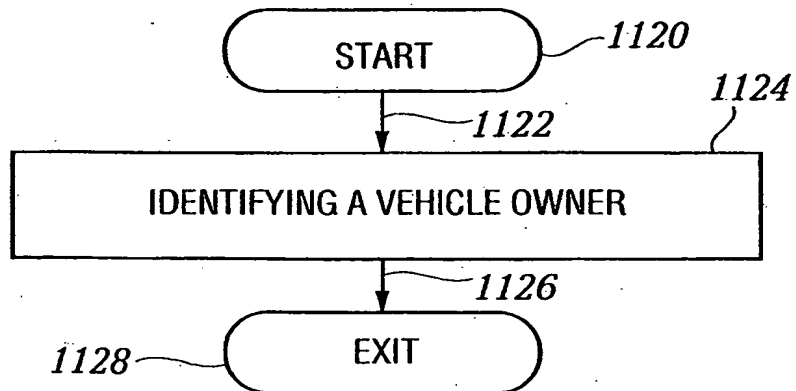 START
1120
1122
1124
IDENTIFYING A VEHICLE OWNER
1126
EXIT
1128